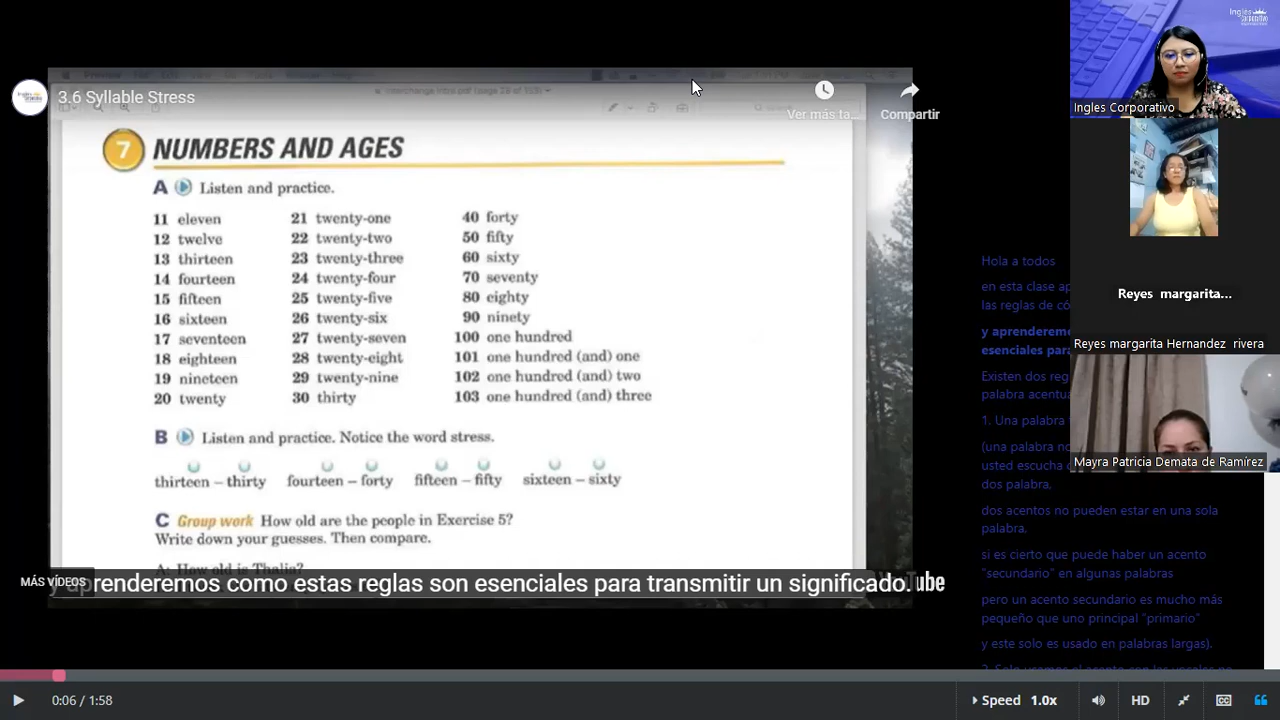 3.6 Syllable Stress
Ver más ta...
Compartir
7 NUMBERS AND AGES
A Listen and practice.
11 eleven 21 twenty-one 40 forty
12 twelve 22 twenty-two 50 fifty
13 thirteen 23 twenty-three 60 sixty
14 fourteen 24 twenty-four 70 seventy
15 fifteen 25 twenty-five 80 eighty
16 sixteen 26 twenty-six 90 ninety
17 seventeen 27 twenty-seven 100 one hundred
18 eighteen 28 twenty-eight 101 one hundred (and) one
19 nineteen 29 twenty-nine 102 one hundred (and) two
20 twenty 30 thirty 103 one hundred (and) three
B Listen and practice. Notice the word stress.
thirteen – thirty fourteen – forty fifteen – fifty sixteen – sixty
C Group work How old are the people in Exercise 5?
Write down your guesses. Then compare.
A: How old is Thalia?
MÁS VÍDEOS
y aprenderemos como estas reglas son esenciales para transmitir un significado.
Hola a todos
en esta clase
las reglas de
y aprenderem
esenciales par
Existen dos reg
palabra acentua
1. Una palabra
(una palabra no
usted escucha
dos palabra,
dos acentos no pueden estar en una sola
palabra.
si es cierto que puede haber un acento
"secundario" en algunas palabras
pero un acento secundario es mucho más
pequeño que uno principal "primario"
y este solo es usado en palabras largas).
Ingles Corporativo
Reyes margarita...
Reyes margarita Hernandez rivera
Mayra Patricia Demata de Ramírez
0:06 / 1:58
Speed 1.0x
HD